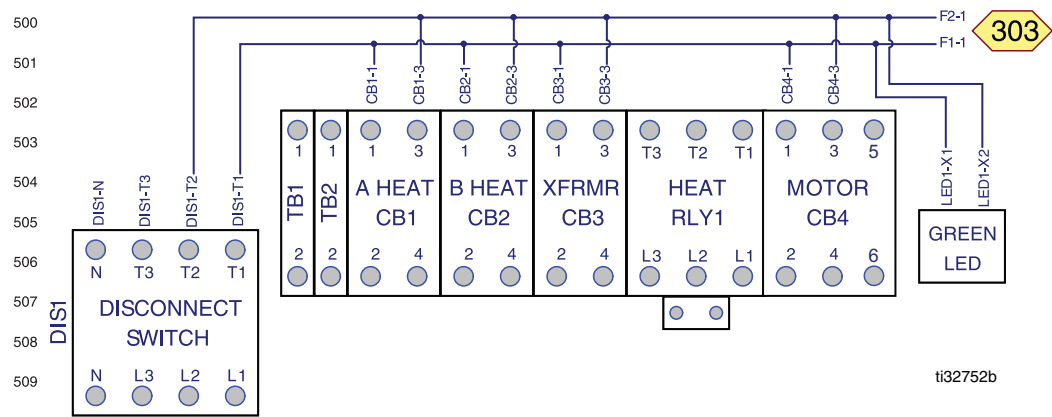 500
F2-1
303
F1-1
501
502
503
504
505
506
507
508
509
CB1-1
CB1-3
CB2-1
CB2-3
CB3-1
CB3-3
CB4-1
CB4-3
DIS1-N
DIS1-T3
DIS1-T2
DIS1-T1
LED1-X1
LED1-X2
1 1 1 3 1 3 1 3 T3 T2 T1 1 3 5
TB1
TB2
A HEAT
CB1
B HEAT
CB2
XFRMR
CB3
HEAT
RLY1
MOTOR
CB4
2 2 2 4 2 4 2 4 L3 L2 L1 2 4 6
GREEN
LED
N T3 T2 T1
DIS1
DISCONNECT
SWITCH
N L3 L2 L1
ti32752b